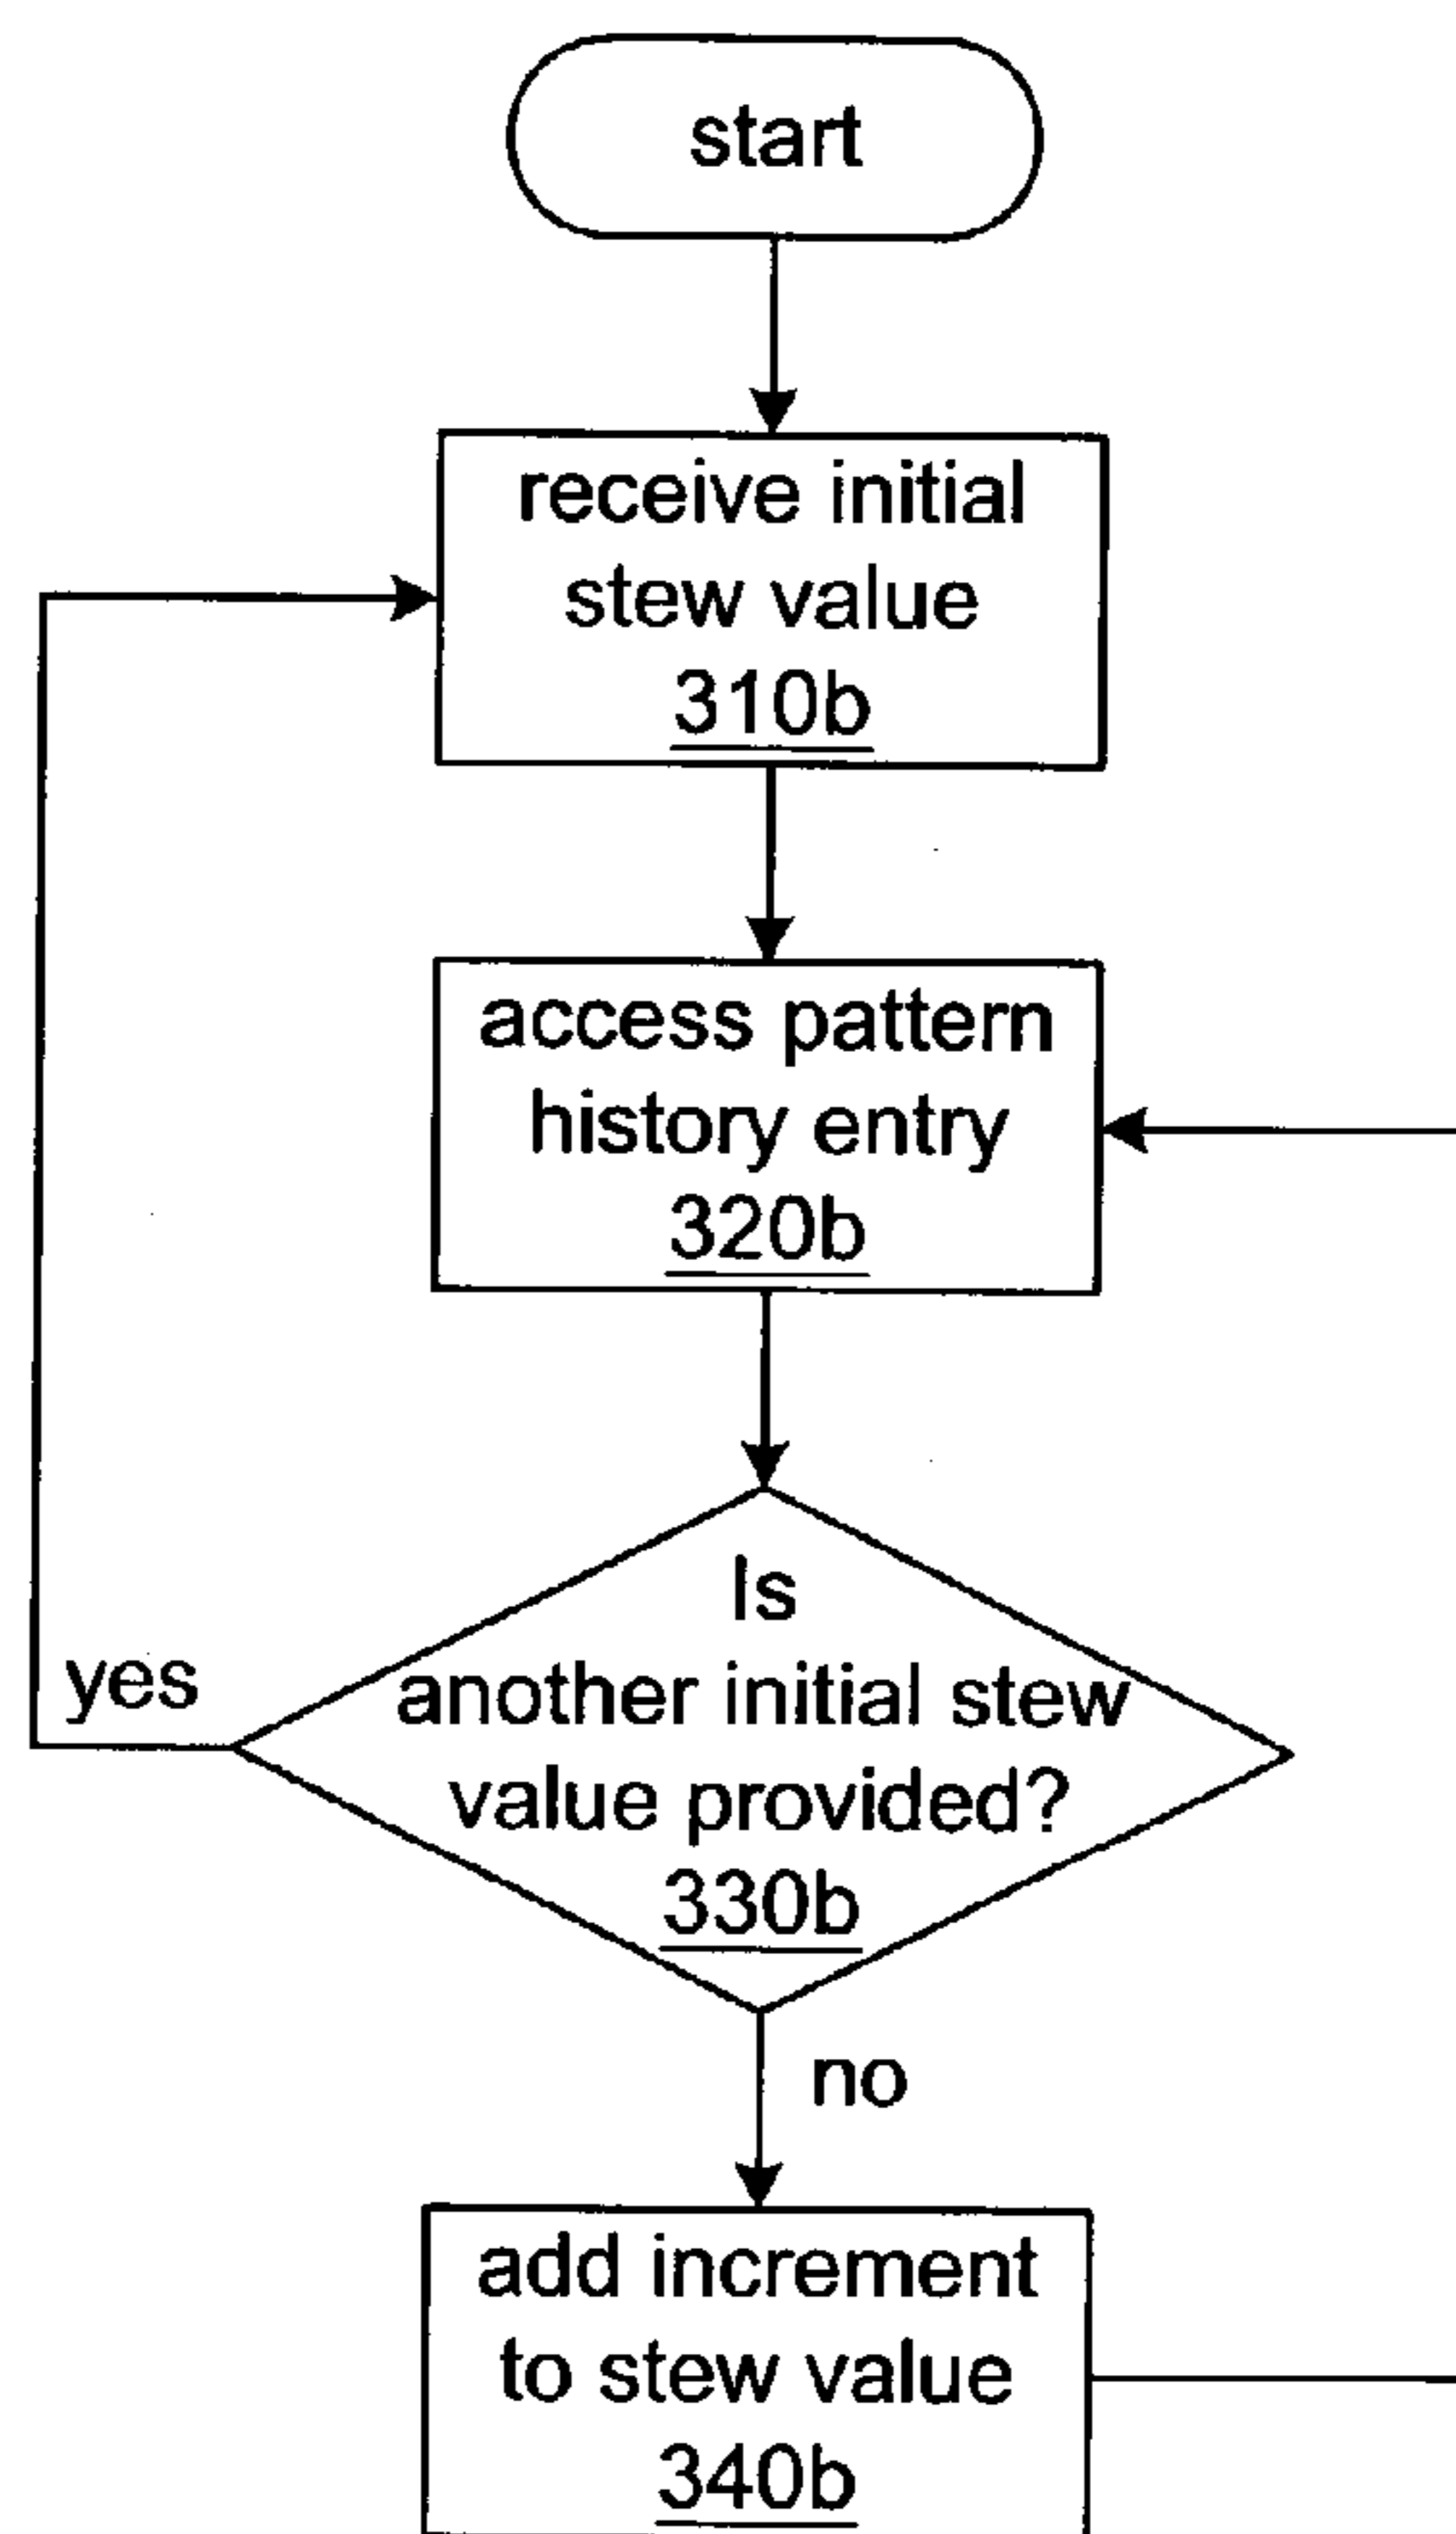 start
receive initial
stew value
310b
access pattern
history entry
320b
Is
another initial stew
value provided?
330b
yes
no
add increment
to stew value
340b